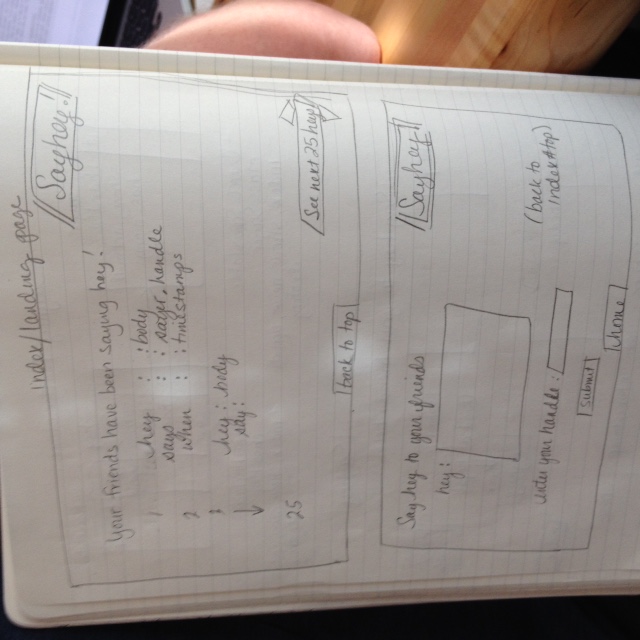 index/landing page
Sayhey!
Your friends have been saying hey!
1 hey : :body
says : : sayer.handle
2 when : : timestamps
3 hey : body
say:
25
See next 25 heys!
back to top
Say hey to your friends
Sayhey!
hey:
enter your handle:
(back to
index#top)
submit
home